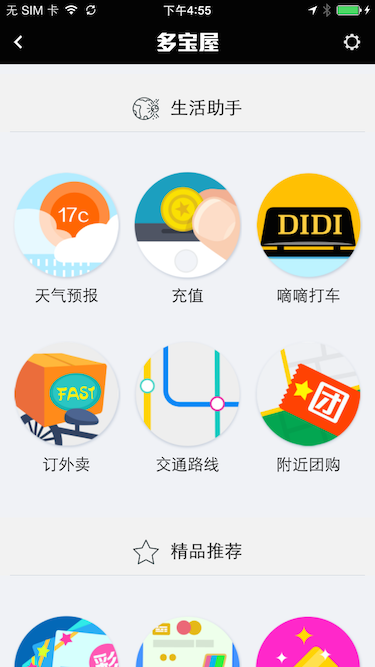 无 SIM 卡 下午4:55
多宝屋
生活助手
17c
DIDI
天气预报 充值 嘀嘀打车
FAST
团
订外卖 交通路线 附近团购
精品推荐
彩